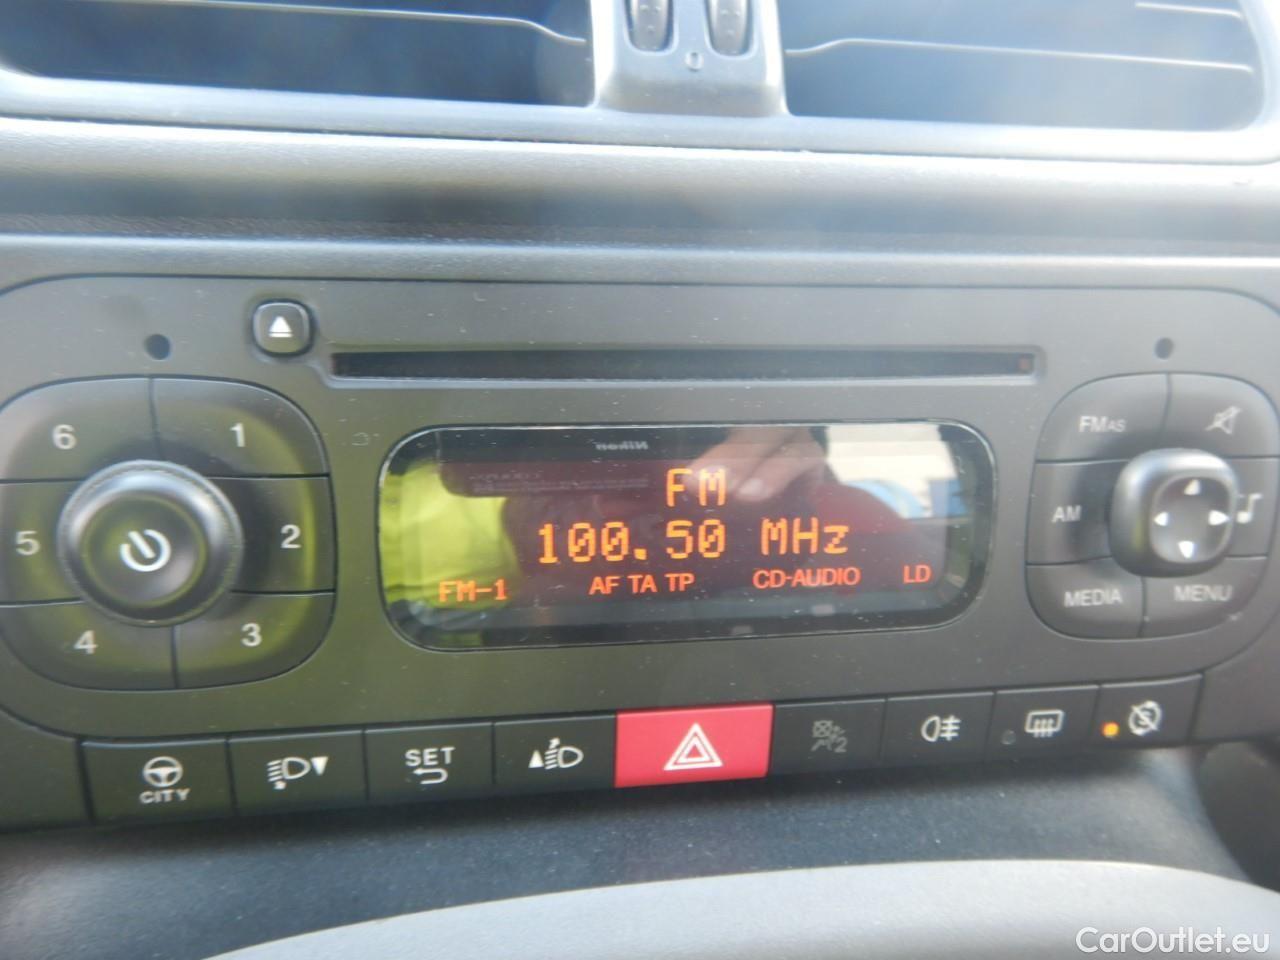 6
1
5
2
4
3
FMAS
AM
MEDIA
MENU
Nikon
FM
100.50 MHz
FM-1 AF TA TP CD-AUDIO LD
CITY
SET
2
CarOutlet.eu